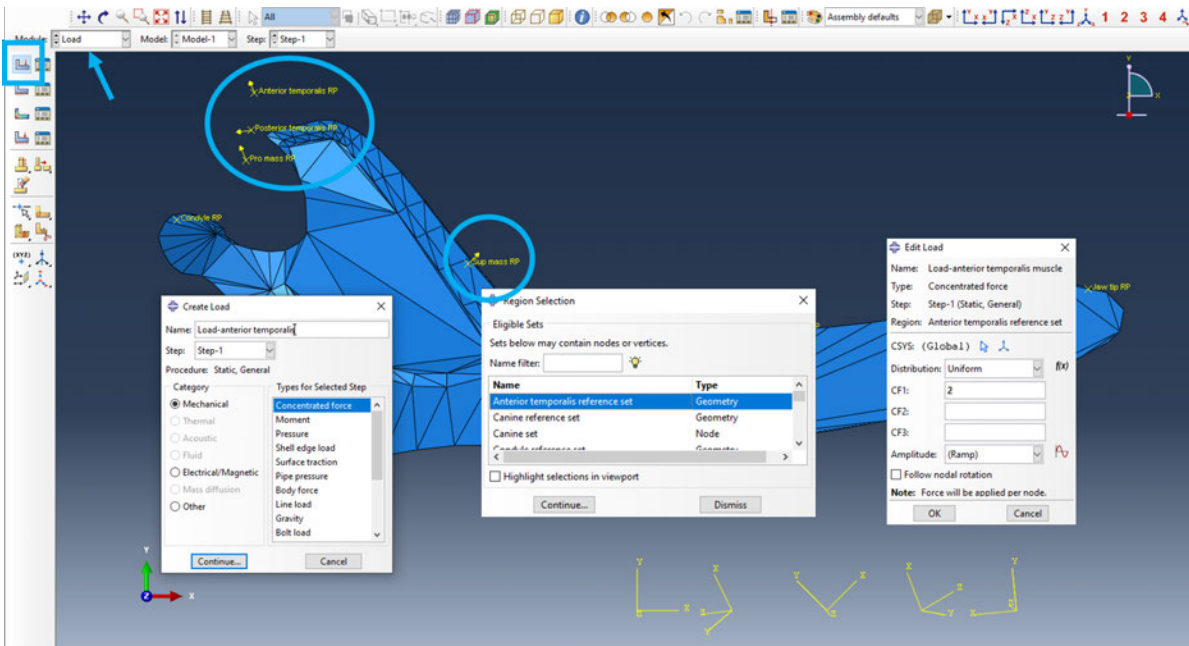 All
Assembly defaults
1 2 3 4
Module: Load Model: Model-1 Step: Step-1
Anterior temporalis RP
Posterior temporalis RP
Pro mass RP
Condyle RP
Sup mass RP
Jaw tip RP
Create Load
Name: Load-anterior temporalis
Step: Step-1
Procedure: Static, General
Category
Mechanical
Thermal
Acoustic
Fluid
Electrical/Magnetic
Mass diffusion
Other
Types for Selected Step
Concentrated force
Moment
Pressure
Shell edge load
Surface traction
Pipe pressure
Body force
Line load
Gravity
Bolt load
Continue... Cancel
Region Selection
Eligible Sets
Sets below may contain nodes or vertices.
Name filter:
Name Type
Anterior temporalis reference set Geometry
Canine reference set Geometry
Canine set Node
Condyle reference set Geometry
Highlight selections in viewport
Continue... Dismiss
Edit Load
Name: Load-anterior temporalis muscle
Type: Concentrated force
Step: Step-1 (Static, General)
Region: Anterior temporalis reference set
CSYS: (Global)
Distribution: Uniform f(x)
CF1: 2
CF2:
CF3:
Amplitude: (Ramp)
Follow nodal rotation
Note: Force will be applied per node.
OK Cancel
Y
X
Z
Y
Z X